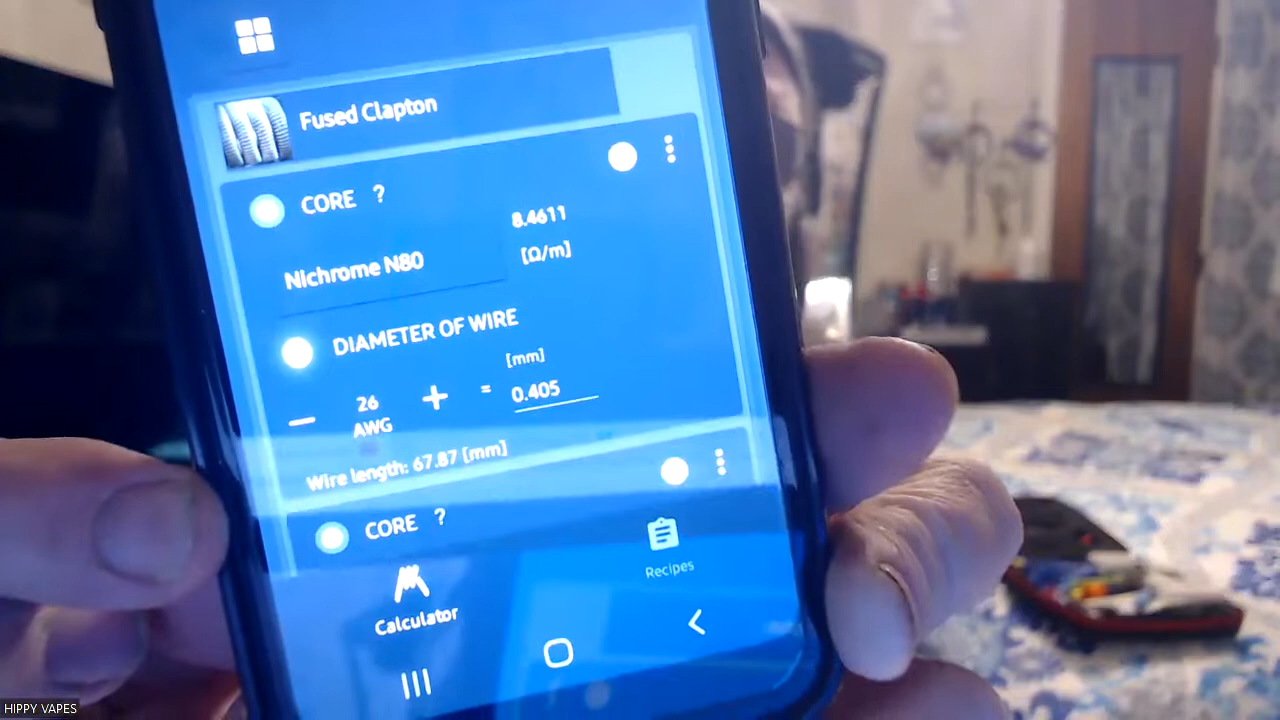 Fused Clapton
CORE ?
8.4611
[Ω/m]
Nichrome N80
DIAMETER OF WIRE
[mm]
− 26 + = 0.405
AWG
Wire length: 67.87 [mm]
CORE ?
Recipes
Calculator
HIPPY VAPES